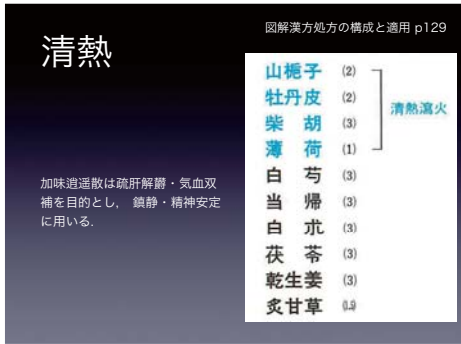 清熱
図解漢方処方の構成と適用 p129
加味逍遥散は疏肝解欝・気血双
補を目的とし， 鎮静・精神安定
に用いる.
山梔子 (2)
牡丹皮 (2)
柴 胡 (3)
薄 荷 (1)
清熱瀉火
白 芍 (3)
当 帰 (3)
白 朮 (3)
茯 苓 (3)
乾生姜 (3)
炙甘草 (1.5)